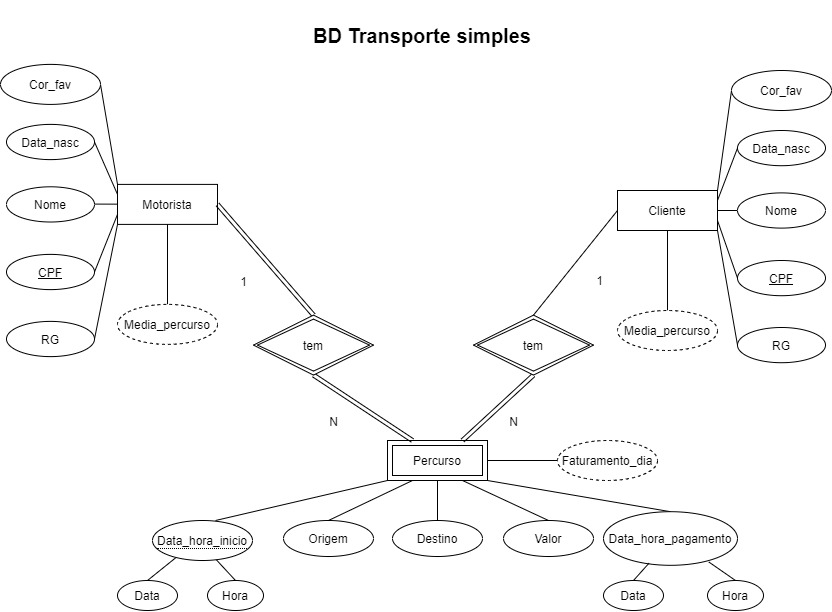 BD Transporte simples
Cor_fav
Data_nasc
Nome
CPF
RG
Motorista
Media_percurso
1
tem
N
Cor_fav
Data_nasc
Nome
CPF
RG
Cliente
Media_percurso
1
tem
N
Percurso
Faturamento_dia
Data_hora_inicio
Origem
Destino
Valor
Data_hora_pagamento
Data
Hora
Data
Hora